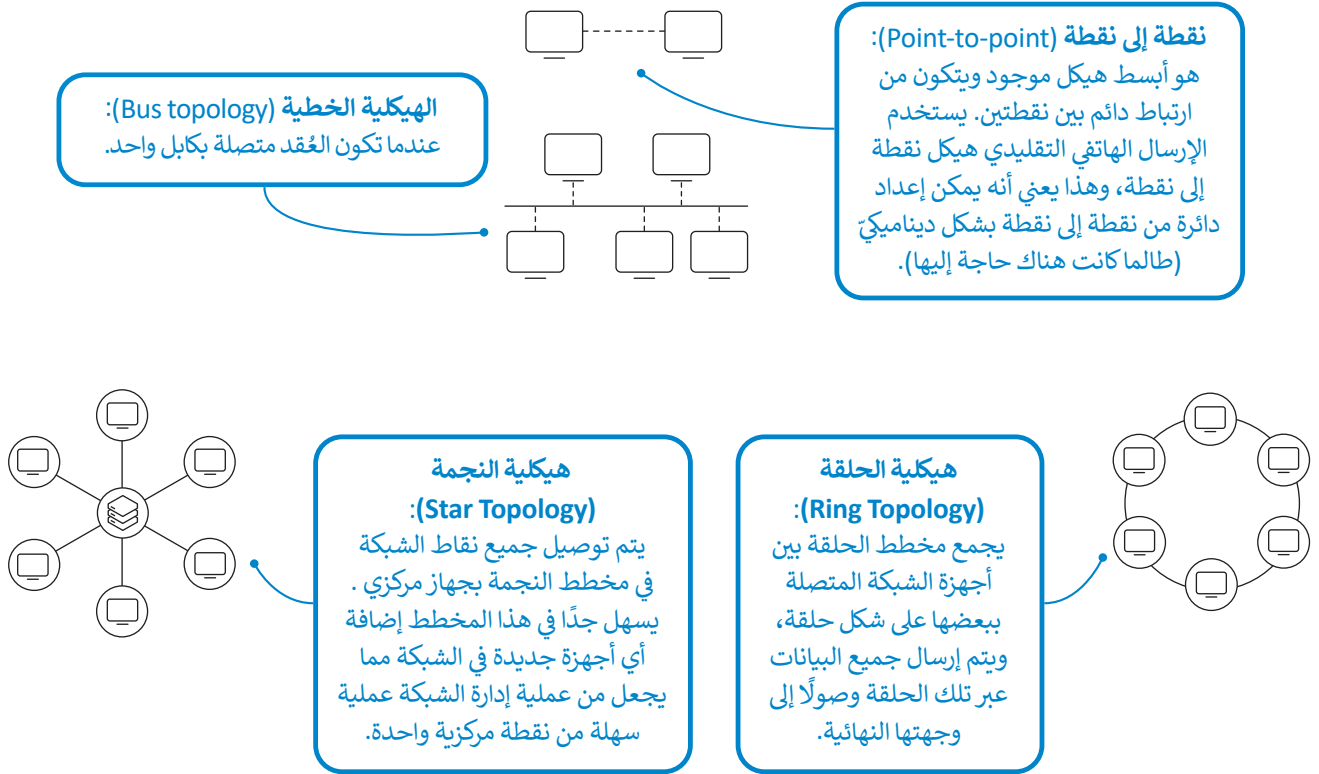 نقطة إلى نقطة (Point-to-point):
هو أبسط هيكل موجود ويتكون من
ارتباط دائم بين نقطتين. يستخدم
الإرسال الهاتفي التقليدي هيكل نقطة
إلى نقطة، وهذا يعني أنه يمكن إعداد
دائرة من نقطة إلى نقطة بشكل ديناميكيّ
(طالما كانت هناك حاجة إليها).
الهيكلية الخطية (Bus topology):
عندما تكون العُقد متصلة بكابل واحد.
هيكلية الحلقة
(Ring Topology):
يجمع مخطط الحلقة بين
أجهزة الشبكة المتصلة
ببعضها على شكل حلقة،
ويتم إرسال جميع البيانات
عبر تلك الحلقة وصولًا إلى
وجهتها النهائية.
هيكلية النجمة
(Star Topology):
يتم توصيل جميع نقاط الشبكة
في مخطط النجمة بجهاز مركزي .
يسهل جدًا في هذا المخطط إضافة
أي أجهزة جديدة في الشبكة مما
يجعل من عملية إدارة الشبكة عملية
سهلة من نقطة مركزية واحدة.